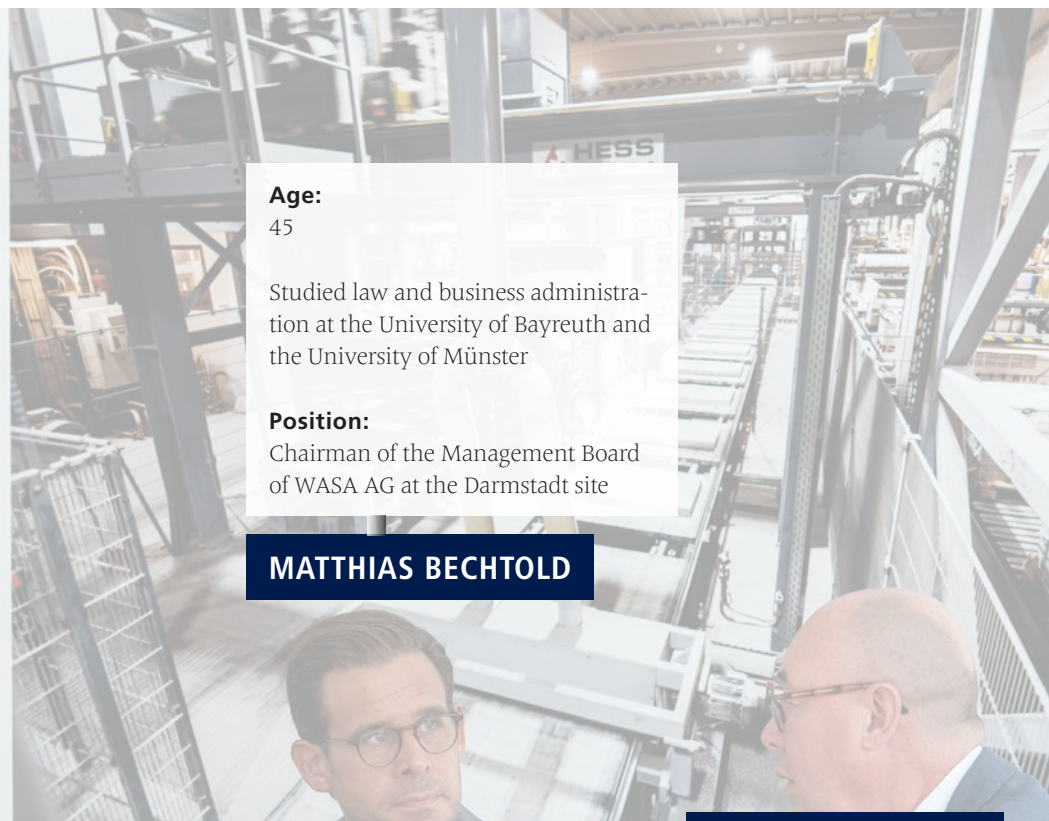 HESS
Age:
45
Studied law and business administra-
tion at the University of Bayreuth and
the University of Münster
Position:
Chairman of the Management Board
of WASA AG at the Darmstadt site
MATTHIAS BECHTOLD